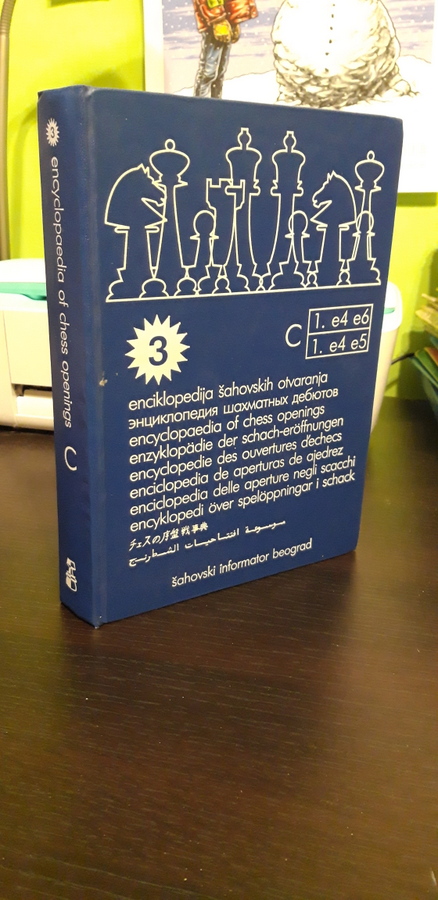 3 encyclopaedia of chess openings C
C
1. e4 e6
1. e4 e5
3
enciklopedija šahovskih otvaranja
энциклопедия шахматных дебютов
encyclopaedia of chess openings
enzyklopädie der schach-eröffnungen
encyclopedie des ouvertures d'echecs
enciclopedia de aperturas de ajedrez
enciclopedia delle aperture negli scacchi
encyklopedi över spelöppningar i schack
チェスの序盤戦事典
موسوعة افتتاحيات الشطرنج
šahovski informator beograd